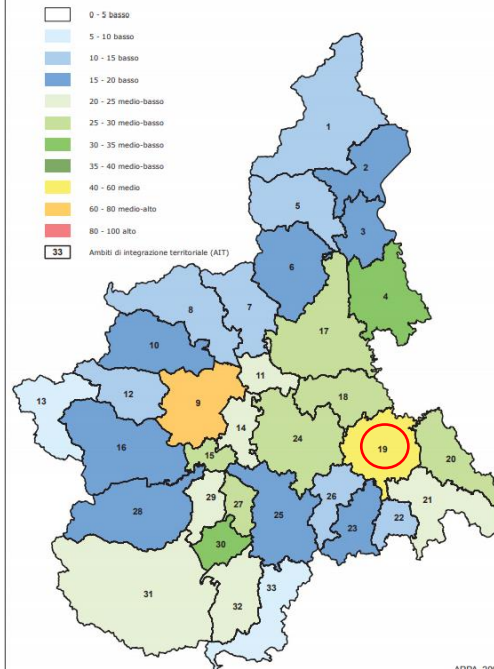 0 - 5 basso
5 - 10 basso
10 - 15 basso
15 - 20 basso
20 - 25 medio-basso
25 - 30 medio-basso
30 - 35 medio-basso
35 - 40 medio-basso
40 - 60 medio
60 - 80 medio-alto
80 - 100 alto
33 Ambiti di integrazione territoriale (AIT)
1
2
5
3
6
4
8
7
17
10
11
13
12
9
18
14
24
16
15
19
20
29
27
26
21
28
25
23
22
30
31
32
33